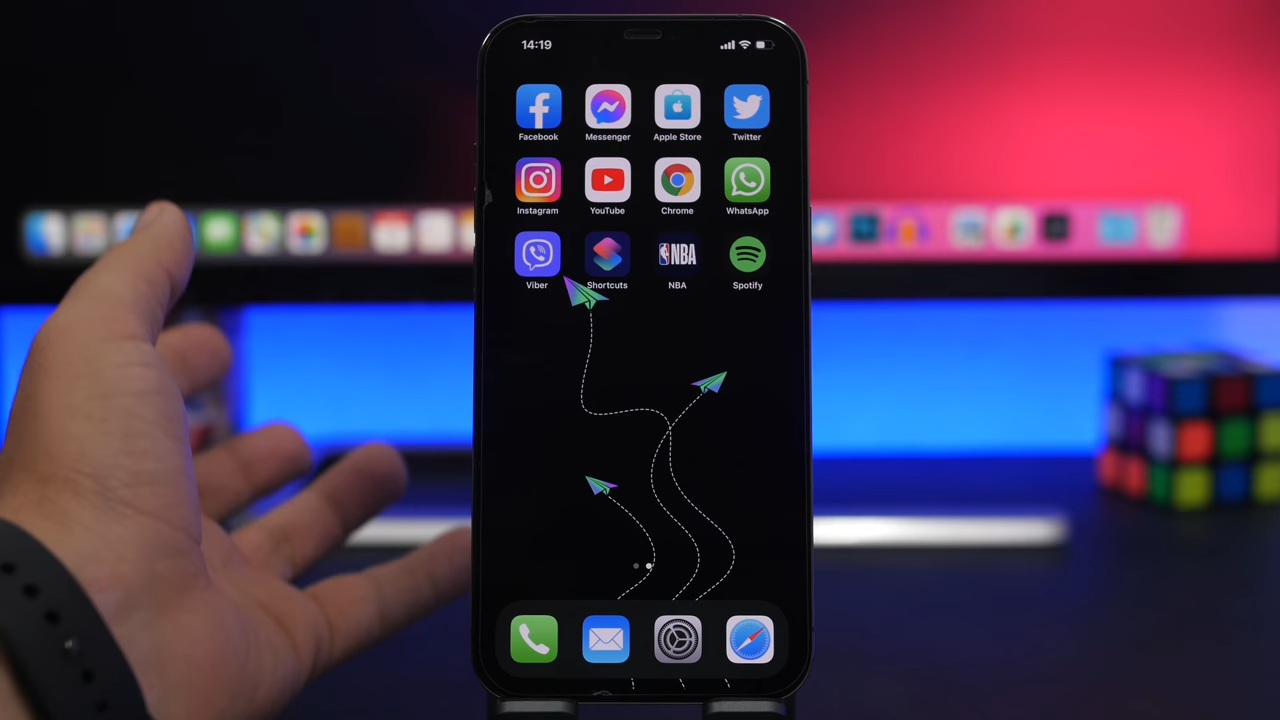 14:19
Facebook Messenger Apple Store Twitter
Instagram YouTube Chrome WhatsApp
NBA
Viber Shortcuts NBA Spotify